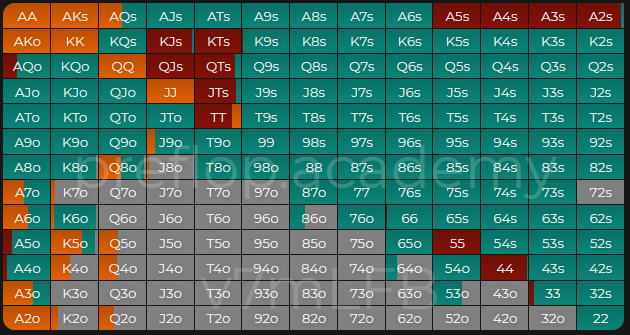 AA AKs AQs AJs ATs A9s A8s A7s A6s A5s A4s A3s A2s
AKo KK KQs KJs KTs K9s K8s K7s K6s K5s K4s K3s K2s
AQo KQo QQ QJs QTs Q9s Q8s Q7s Q6s Q5s Q4s Q3s Q2s
AJo KJo QJo JJ JTs J9s J8s J7s J6s J5s J4s J3s J2s
ATo KTo QTo JTo TT T9s T8s T7s T6s T5s T4s T3s T2s
A9o K9o Q9o J9o T9o 99 98s 97s 96s 95s 94s 93s 92s
A8o K8o Q8o J8o T8o 98o 88 87s 86s 85s 84s 83s 82s
preflop.academy
A7o K7o Q7o J7o T7o 97o 87o 77 76s 75s 74s 73s 72s
A6o K6o Q6o J6o T6o 96o 86o 76o 66 65s 64s 63s 62s
A5o K5o Q5o J5o T5o 95o 85o 75o 65o 55 54s 53s 52s
A4o K4o Q4o J4o T4o 94o 84o 74o 64o 54o 44 43s 42s
v7mLFB
A3o K3o Q3o J3o T3o 93o 83o 73o 63o 53o 43o 33 32s
A2o K2o Q2o J2o T2o 92o 82o 72o 62o 52o 42o 32o 22